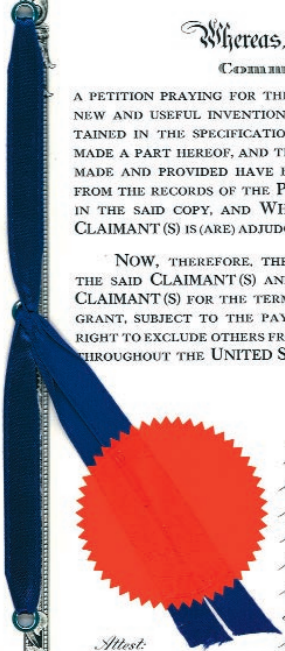 Whereas,
A PETITION PRAYING FOR THE
NEW AND USEFUL INVENTION
TAINED IN THE SPECIFICATIO
MADE A PART HEREOF, AND TH
MADE AND PROVIDED HAVE B
FROM THE RECORDS OF THE P
IN THE SAID COPY, AND WH
CLAIMANT(S) IS (ARE) ADJUDG
NOW, THEREFORE, THE
THE SAID CLAIMANT(S) AN
CLAIMANT(S) FOR THE TERM
GRANT, SUBJECT TO THE PAY
RIGHT TO EXCLUDE OTHERS FR
THROUGHOUT THE UNITED S
Attest: